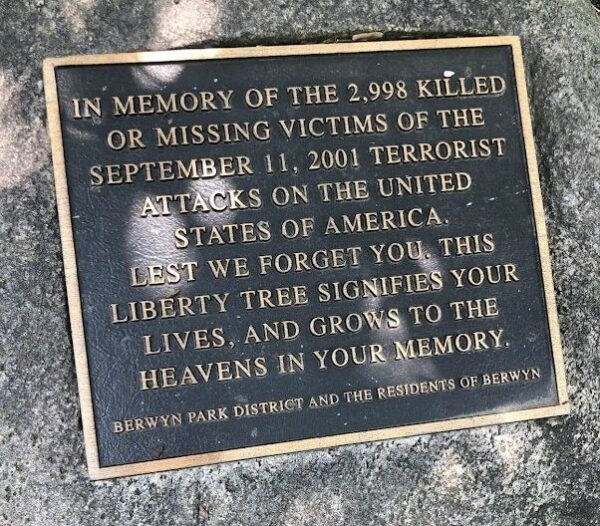 IN MEMORY OF THE 2,998 KILLED
OR MISSING VICTIMS OF THE
SEPTEMBER 11, 2001 TERRORIST
ATTACKS ON THE UNITED
STATES OF AMERICA.
LEST WE FORGET YOU. THIS
LIBERTY TREE SIGNIFIES YOUR
LIVES, AND GROWS TO THE
HEAVENS IN YOUR MEMORY.
BERWYN PARK DISTRICT AND THE RESIDENTS OF BERWYN